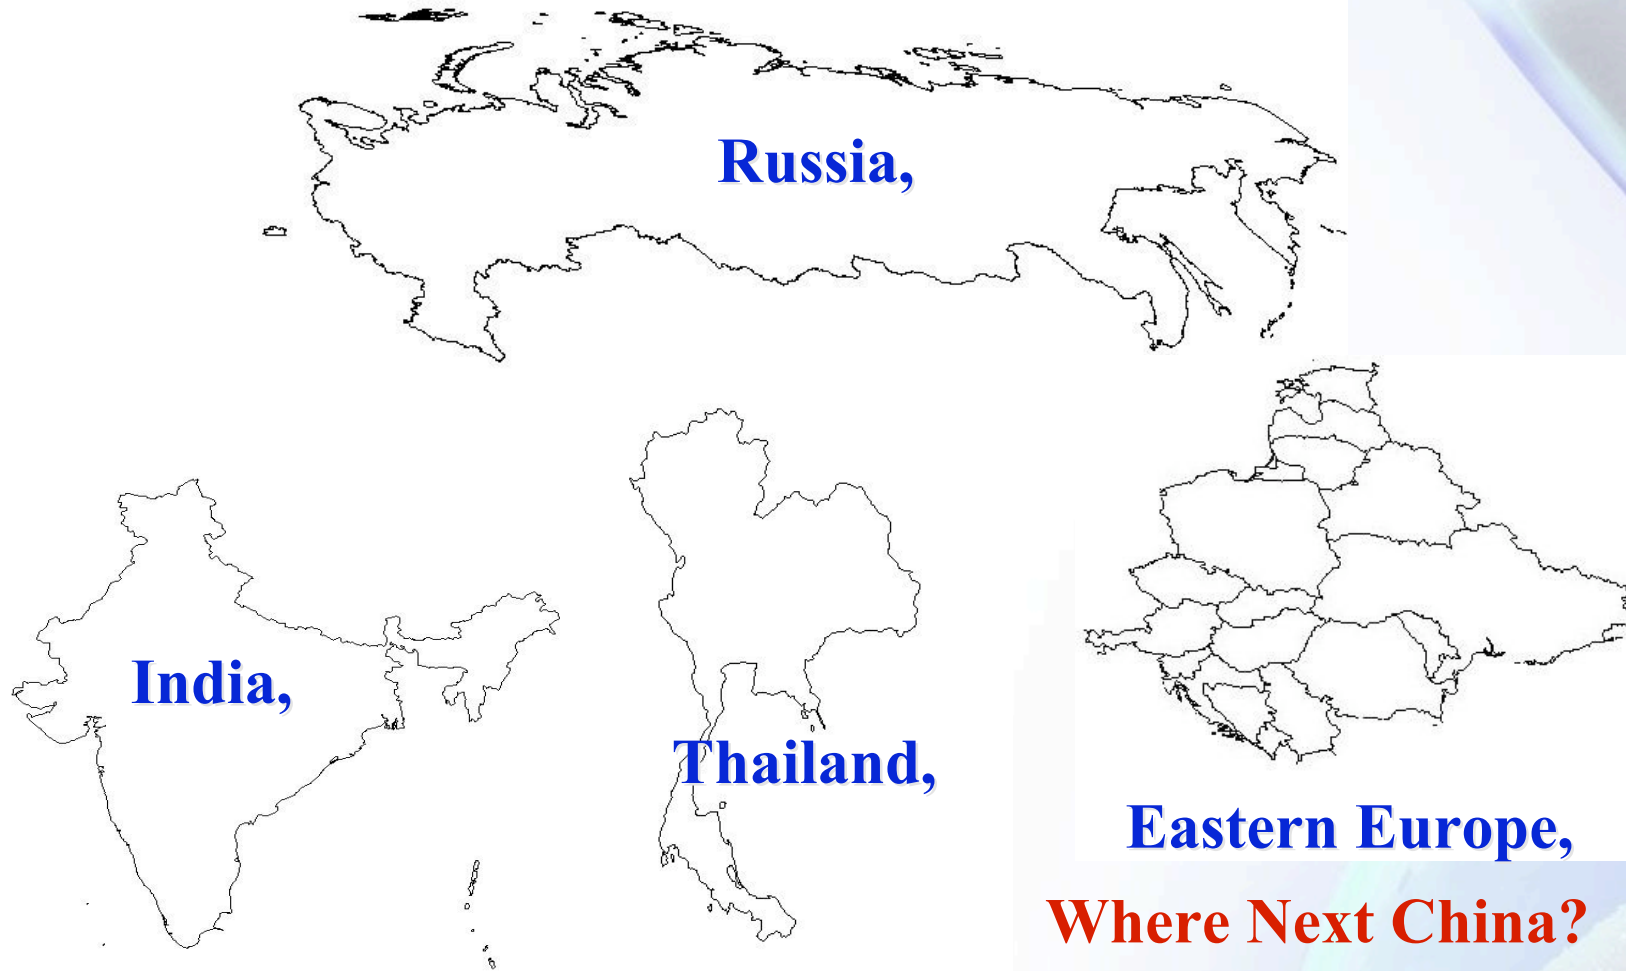 Russia,
India,
Thailand,
Eastern Europe,
Where Next China?